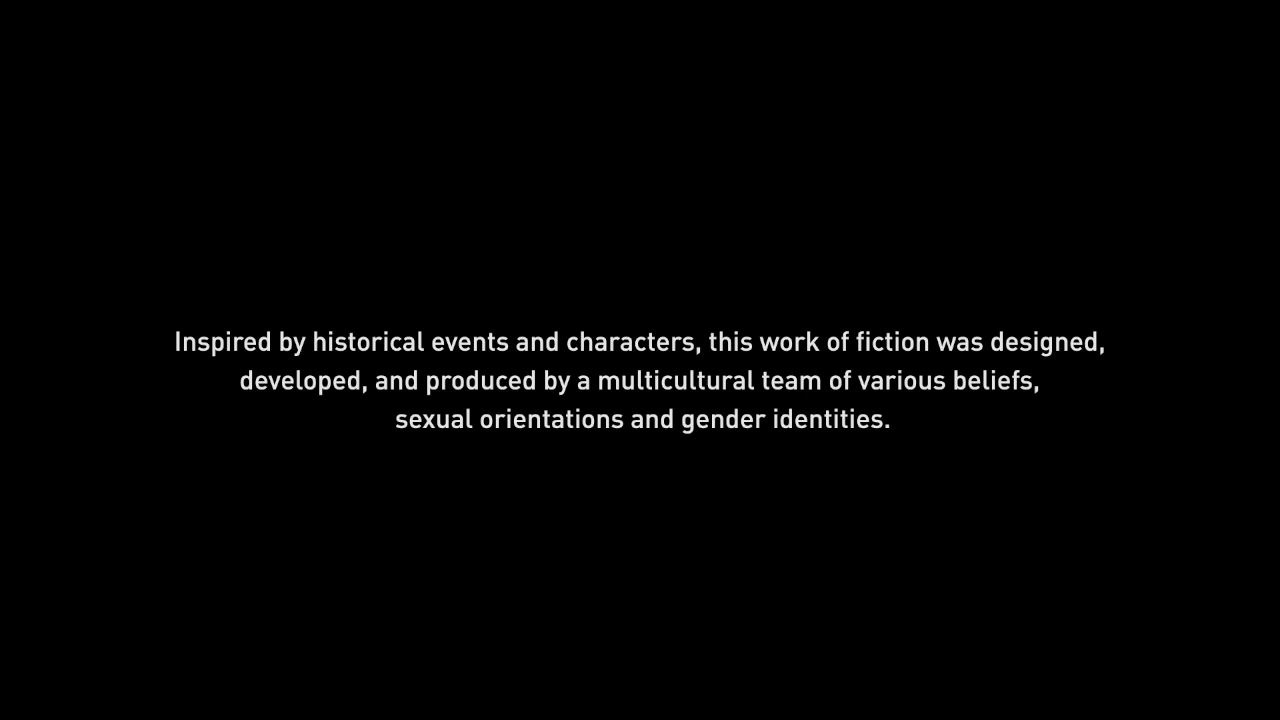 Inspired by historical events and characters, this work of fiction was designed,
developed, and produced by a multicultural team of various beliefs,
sexual orientations and gender identities.